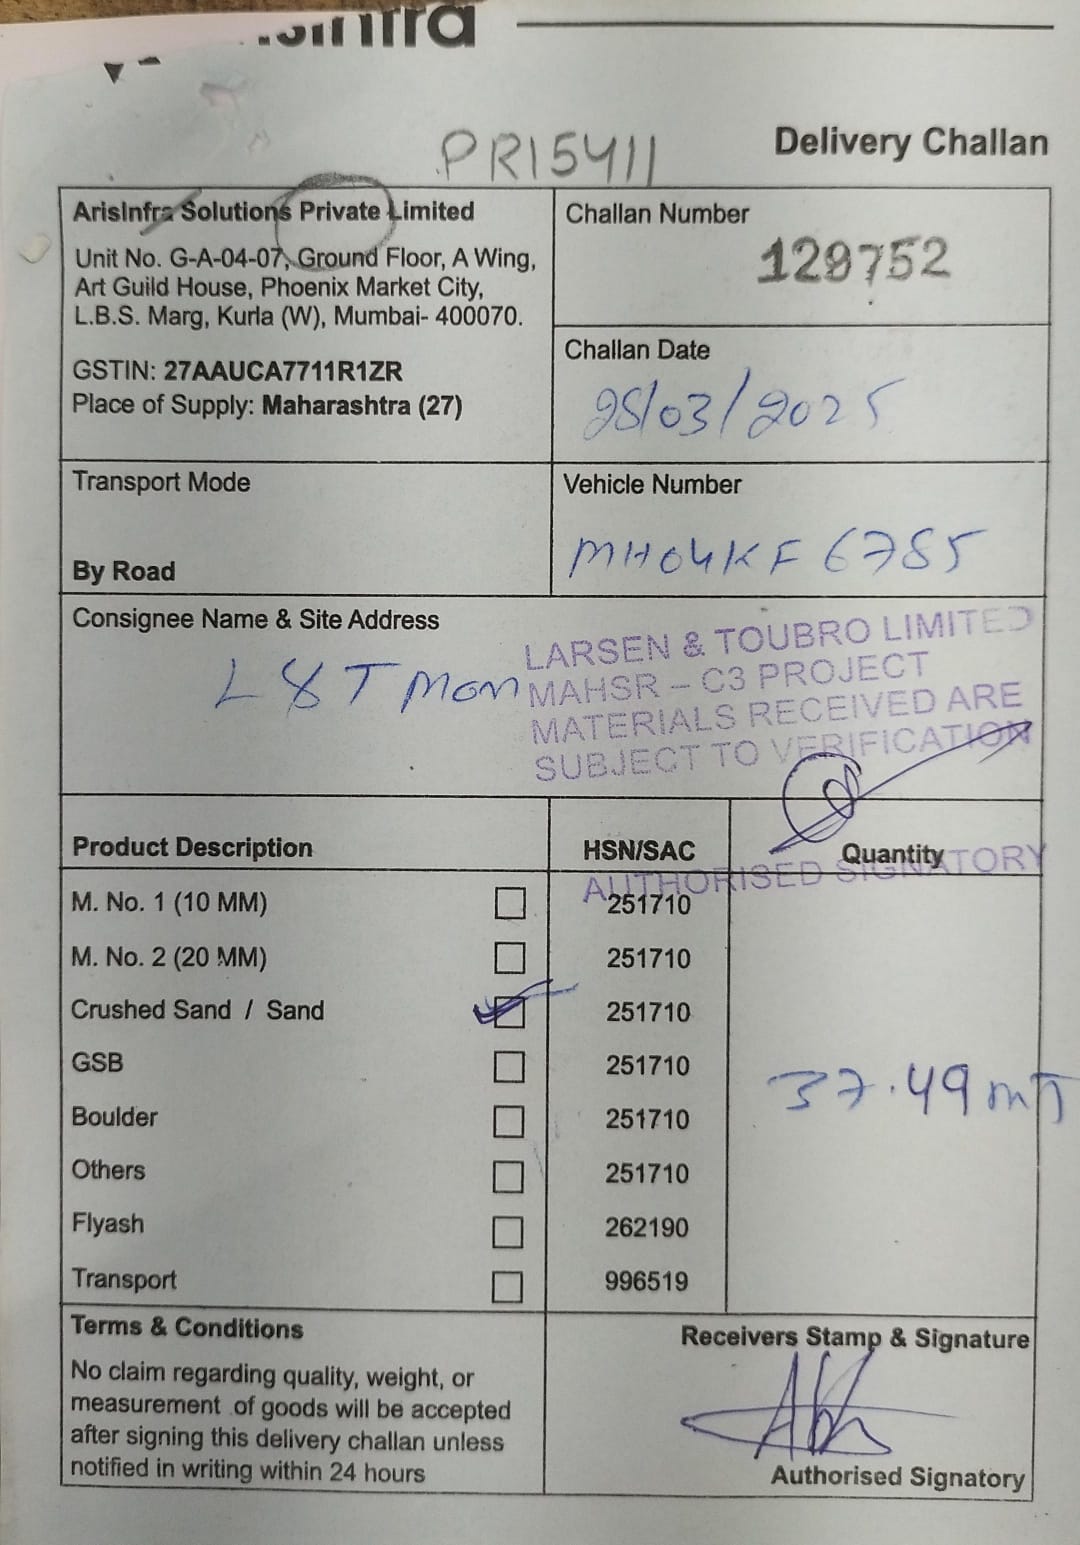 PR15411
Delivery Challan
ArisInfra Solutions Private Limited
Unit No. G-A-04-07, Ground Floor, A Wing,
Art Guild House, Phoenix Market City,
L.B.S. Marg, Kurla (W), Mumbai- 400070.
GSTIN: 27AAUCA7711R1ZR
Place of Supply: Maharashtra (27)
Challan Number
129752
Challan Date
28/03/2025
Transport Mode
By Road
Vehicle Number
MH04KF 6785
Consignee Name & Site Address
L&T
LARSEN & TOUBRO LIMITED
MAHSR - C3 PROJECT
MATERIALS RECEIVED ARE
SUBJECT TO VERIFICATION
AUTHORISED SIGNATORY
Product Description HSN/SAC Quantity
M. No. 1 (10 MM) 251710
M. No. 2 (20 MM) 251710
Crushed Sand / Sand 251710
GSB 251710
Boulder 251710
37.49 MT
Others 251710
Flyash 262190
Transport 996519
Terms & Conditions
No claim regarding quality, weight, or
measurement of goods will be accepted
after signing this delivery challan unless
notified in writing within 24 hours
Receivers Stamp & Signature
Authorised Signatory